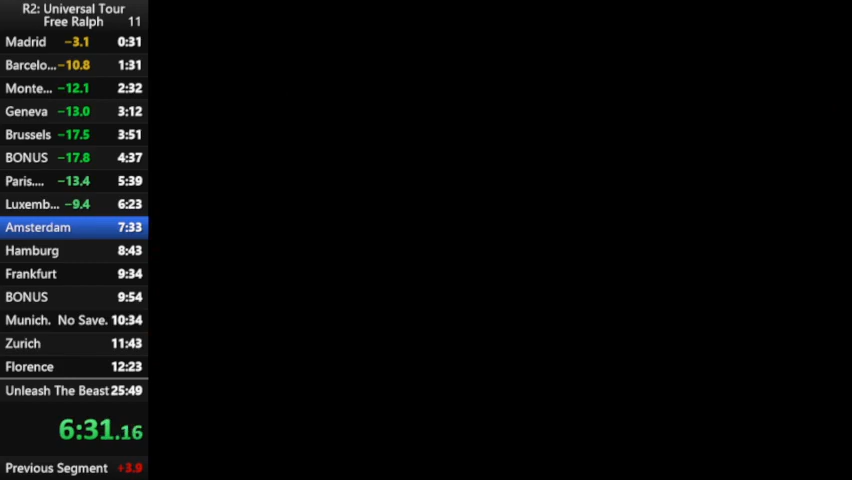 R2: Universal Tour
Free Ralph 11
Madrid −3.1 0:31
Barcelo... −10.8 1:31
Monte... −12.1 2:32
Geneva −13.0 3:12
Brussels −17.5 3:51
BONUS −17.8 4:37
Paris.... −13.4 5:39
Luxemb... −9.4 6:23
Amsterdam 7:33
Hamburg 8:43
Frankfurt 9:34
BONUS 9:54
Munich. No Save. 10:34
Zurich 11:43
Florence 12:23
Unleash The Beast 25:49
6:31.16
Previous Segment +3.9